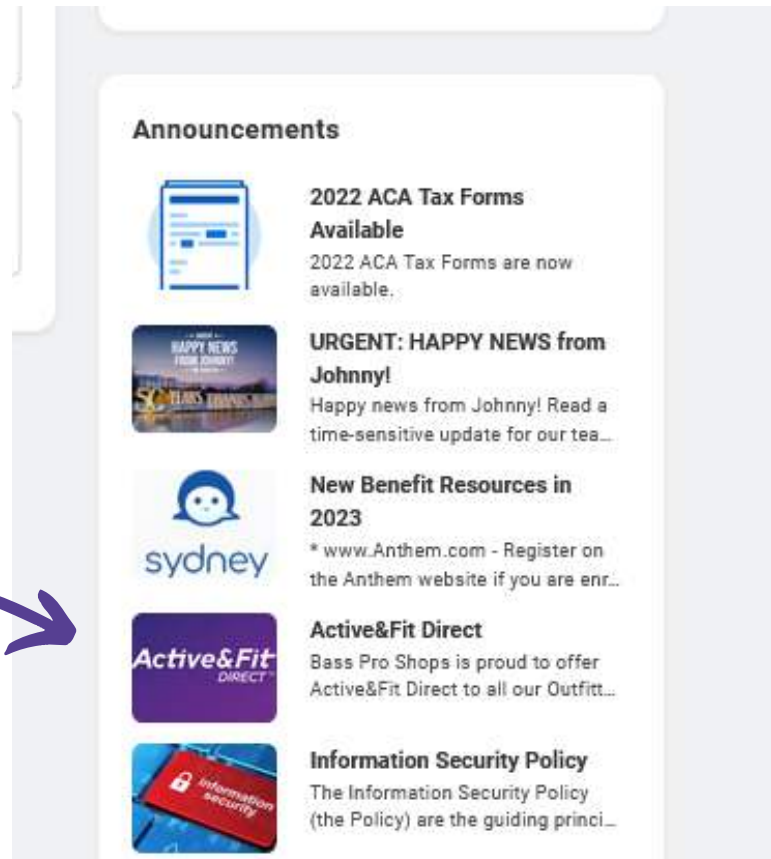 Announcements
2022 ACA Tax Forms
Available
2022 ACA Tax Forms are now
available.
HAPPY NEWS
FROM JOHNNY!
50 YEARS
URGENT: HAPPY NEWS from
Johnny!
Happy news from Johnny! Read a
time-sensitive update for our tea...
sydney
New Benefit Resources in
2023
* www.Anthem.com - Register on
the Anthem website if you are enr...
Active&Fit
DIRECT™
Active&Fit Direct
Bass Pro Shops is proud to offer
Active&Fit Direct to all our Outfitt...
information
security
Information Security Policy
The Information Security Policy
(the Policy) are the guiding princi...